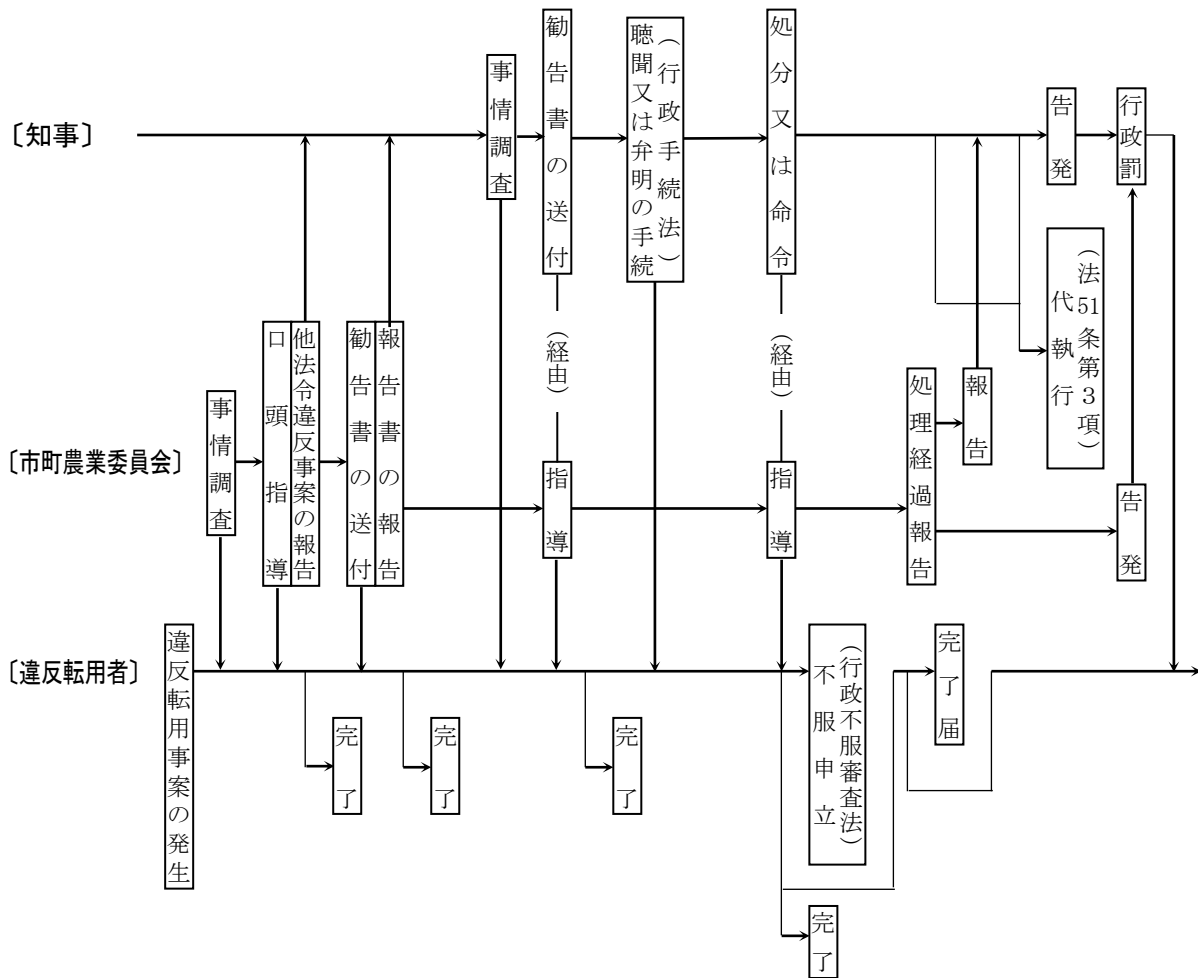 〔知事〕
事情調査
勧告書の送付
(経由)
聴聞又は弁明の手続
(行政手続法)
処分又は命令
(経由)
告発
行政罰
代執行
(法51条第3項)
〔市町農業委員会〕
事情調査
口頭指導
他法令違反事案の報告
勧告書の送付
報告書の報告
指導
指導
処理経過報告
報告
告発
〔違反転用者〕
違反転用事案の発生
完了
完了
完了
不服申立
(行政不服審査法)
完了届
完了